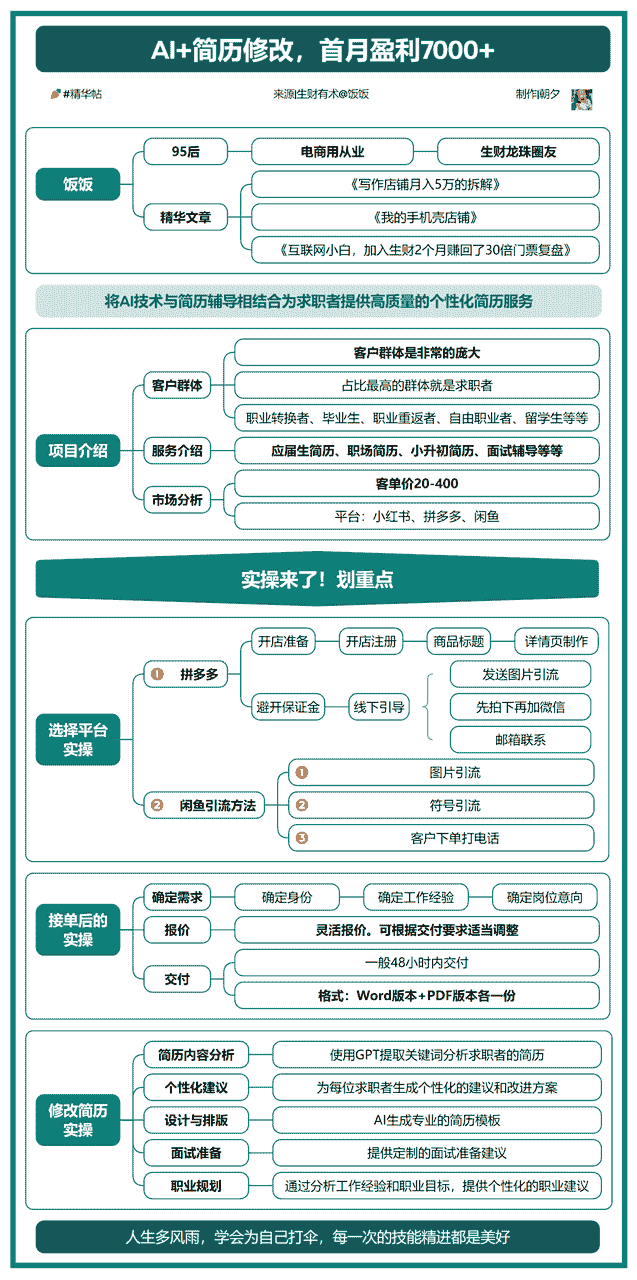 AI+简历修改，首月盈利7000+
#精华帖
来源|生财有术@饭饭
制作|朝夕
饭饭
95后
电商用从业
生财龙珠圈友
精华文章
《写作店铺月入5万的拆解》
《我的手机壳店铺》
《互联网小白，加入生财2个月赚回了30倍门票复盘》
将AI技术与简历辅导相结合为求职者提供高质量的个性化简历服务
项目介绍
客户群体
客户群体是非常的庞大
占比最高的群体就是求职者
职业转换者、毕业生、职业重返者、自由职业者、留学生等等
服务介绍
应届生简历、职场简历、小升初简历、面试辅导等等
市场分析
客单价20-400
平台：小红书、拼多多、闲鱼
实操来了！划重点
选择平台
实操
1 拼多多
开店准备
开店注册
商品标题
详情页制作
避开保证金
线下引导
发送图片引流
先拍下再加微信
邮箱联系
2 闲鱼引流方法
1 图片引流
2 符号引流
3 客户下单打电话
接单后的
实操
确定需求
确定身份
确定工作经验
确定岗位意向
报价
灵活报价。可根据交付要求适当调整
交付
一般48小时内交付
格式：Word版本+PDF版本各一份
修改简历
实操
简历内容分析
使用GPT提取关键词分析求职者的简历
个性化建议
为每位求职者生成个性化的建议和改进方案
设计与排版
AI生成专业的简历模板
面试准备
提供定制的面试准备建议
职业规划
通过分析工作经验和职业目标，提供个性化的职业建议
人生多风雨，学会为自己打伞，每一次的技能精进都是美好